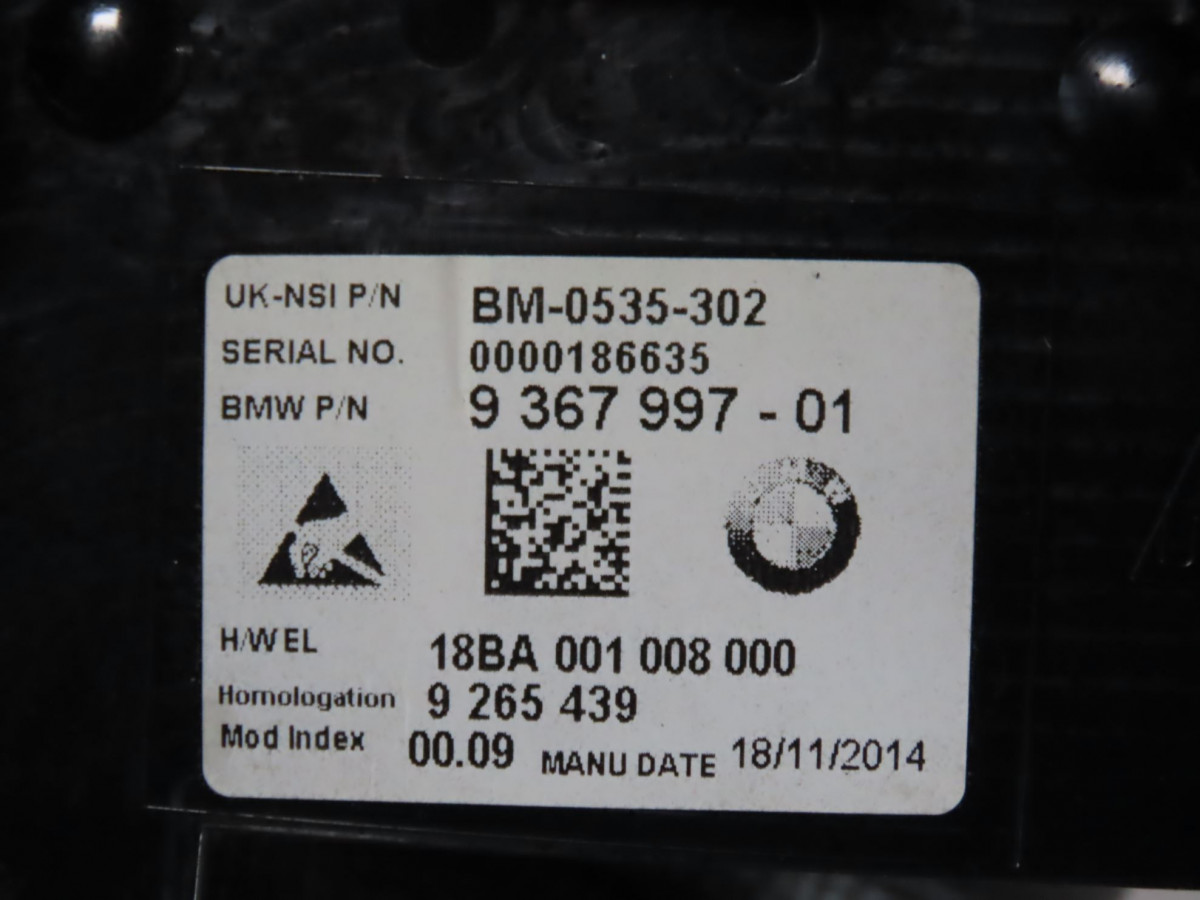 UK-NSI P/N BM-0535-302
SERIAL NO. 0000186635
BMW P/N 9 367 997 - 01
H/W EL 18BA 001 008 000
Homologation 9 265 439
Mod Index 00.09 MANU DATE 18/11/2014